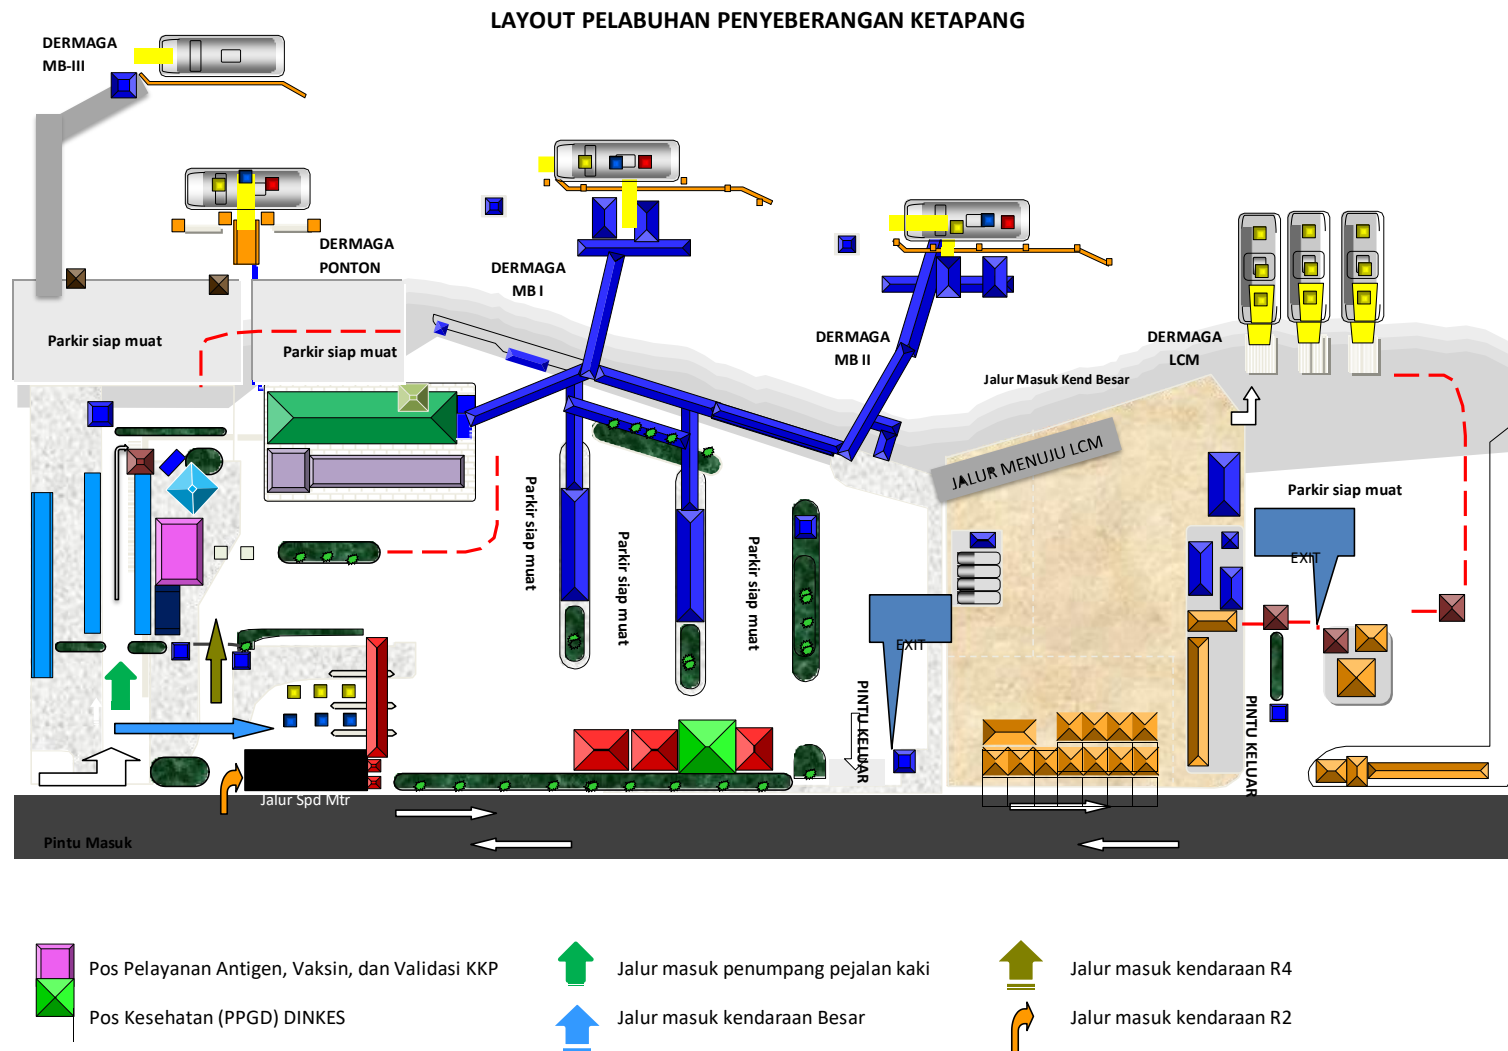 LAYOUT PELABUHAN PENYEBERANGAN KETAPANG
DERMAGA
MB-III
DERMAGA
PONTON
DERMAGA
MB I
DERMAGA
MB II
DERMAGA
LCM
Parkir siap muat
Parkir siap muat
Jalur Masuk Kend Besar
JALUR MENUJU LCM
Parkir siap muat
Parkir siap muat
Parkir siap muat
Parkir siap muat
EXIT
EXIT
PINTU KELUAR
PINTU KELUAR
Jalur Spd Mtr
Pintu Masuk
Pos Pelayanan Antigen, Vaksin, dan Validasi KKP
Jalur masuk penumpang pejalan kaki
Jalur masuk kendaraan R4
Pos Kesehatan (PPGD) DINKES
Jalur masuk kendaraan Besar
Jalur masuk kendaraan R2